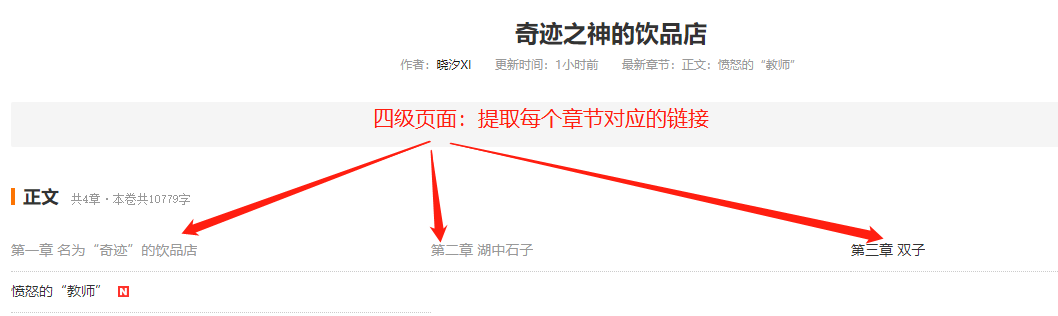 奇迹之神的饮品店
作者：晓汐XI 更新时间：1小时前 最新章节：正文：愤怒的“教师”
四级页面：提取每个章节对应的链接
正文 共4章·本卷共10779字
第一章 名为“奇迹”的饮品店 第二章 湖中石子 第三章 双子
愤怒的“教师” N